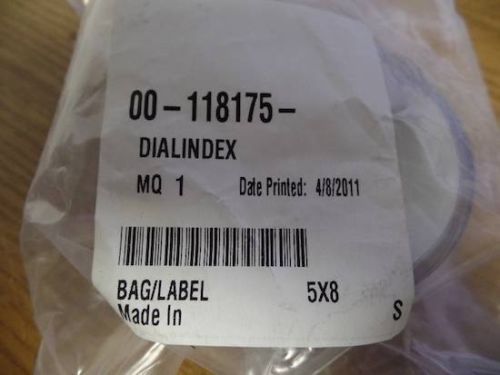 00-118175-
DIALINDEX
MQ 1 Date Printed: 4/8/2011
BAG/LABEL 5X8
Made In S